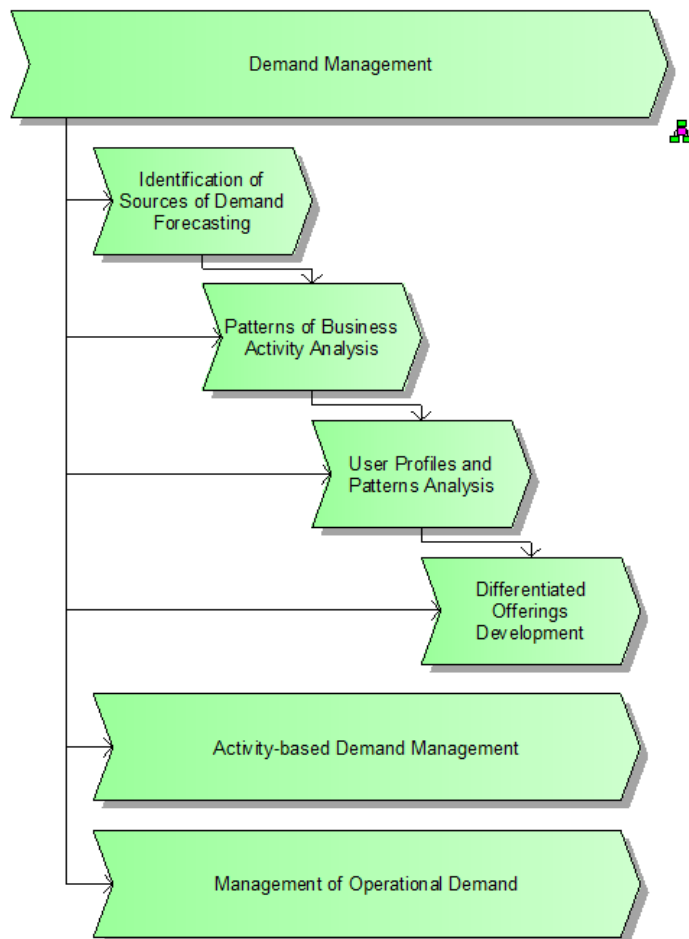 Demand Management
Identification of
Sources of Demand
Forecasting
Patterns of Business
Activity Analysis
User Profiles and
Patterns Analysis
Differentiated
Offerings
Development
Activity-based Demand Management
Management of Operational Demand